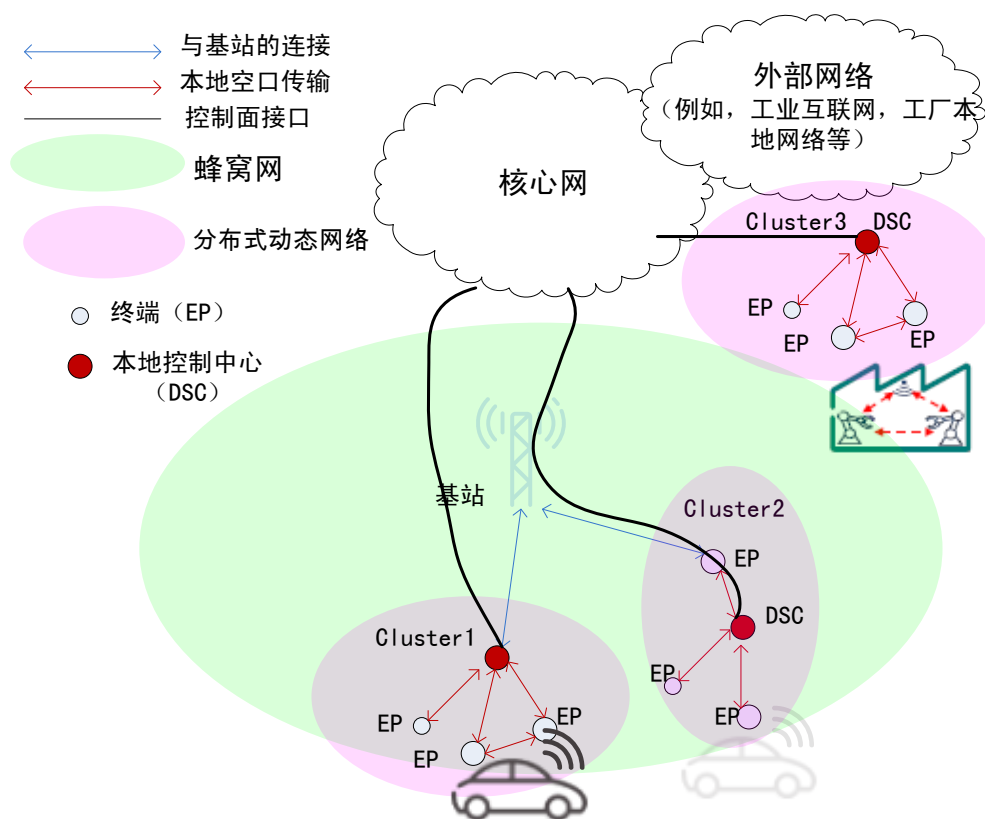 与基站的连接
本地空口传输
控制面接口
蜂窝网
分布式动态网络
终端（EP）
本地控制中心
（DSC）
外部网络
（例如，工业互联网，工厂本
地网络等）
核心网
Cluster3
DSC
EP
EP
EP
基站
Cluster2
EP
DSC
EP
EP
Cluster1
EP
EP
EP